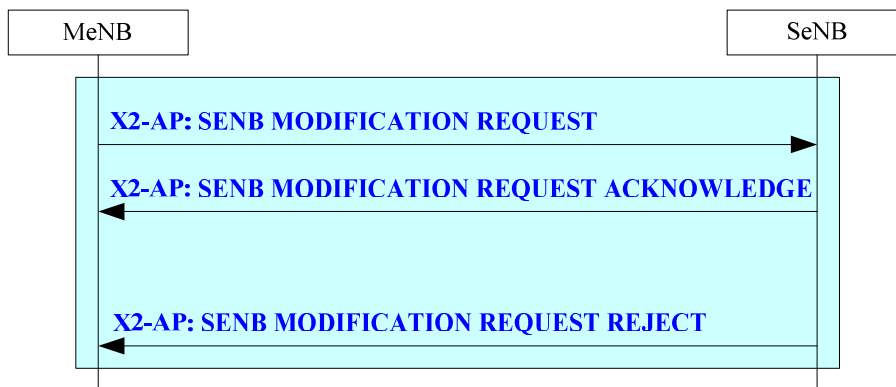 MeNB
SeNB
X2-AP: SENB MODIFICATION REQUEST
X2-AP: SENB MODIFICATION REQUEST ACKNOWLEDGE
X2-AP: SENB MODIFICATION REQUEST REJECT